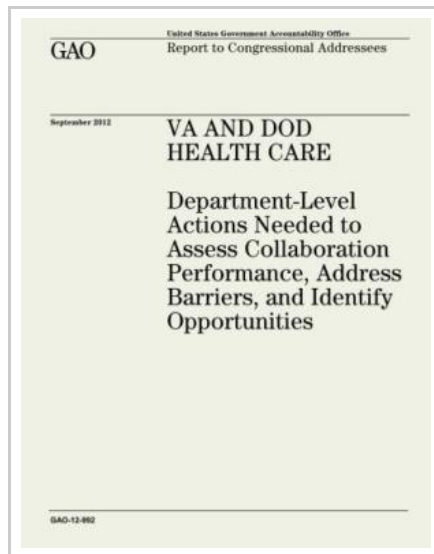 United States Government Accountability Office
GAO
Report to Congressional Addressees
September 2012
VA AND DOD
HEALTH CARE
Department-Level
Actions Needed to
Assess Collaboration
Performance, Address
Barriers, and Identify
Opportunities
GAO-12-992